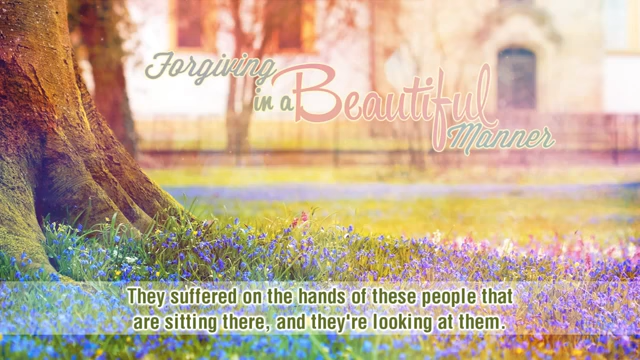 Forgiving
in a Beautiful
Manner
They suffered on the hands of these people that
are sitting there, and they're looking at them.